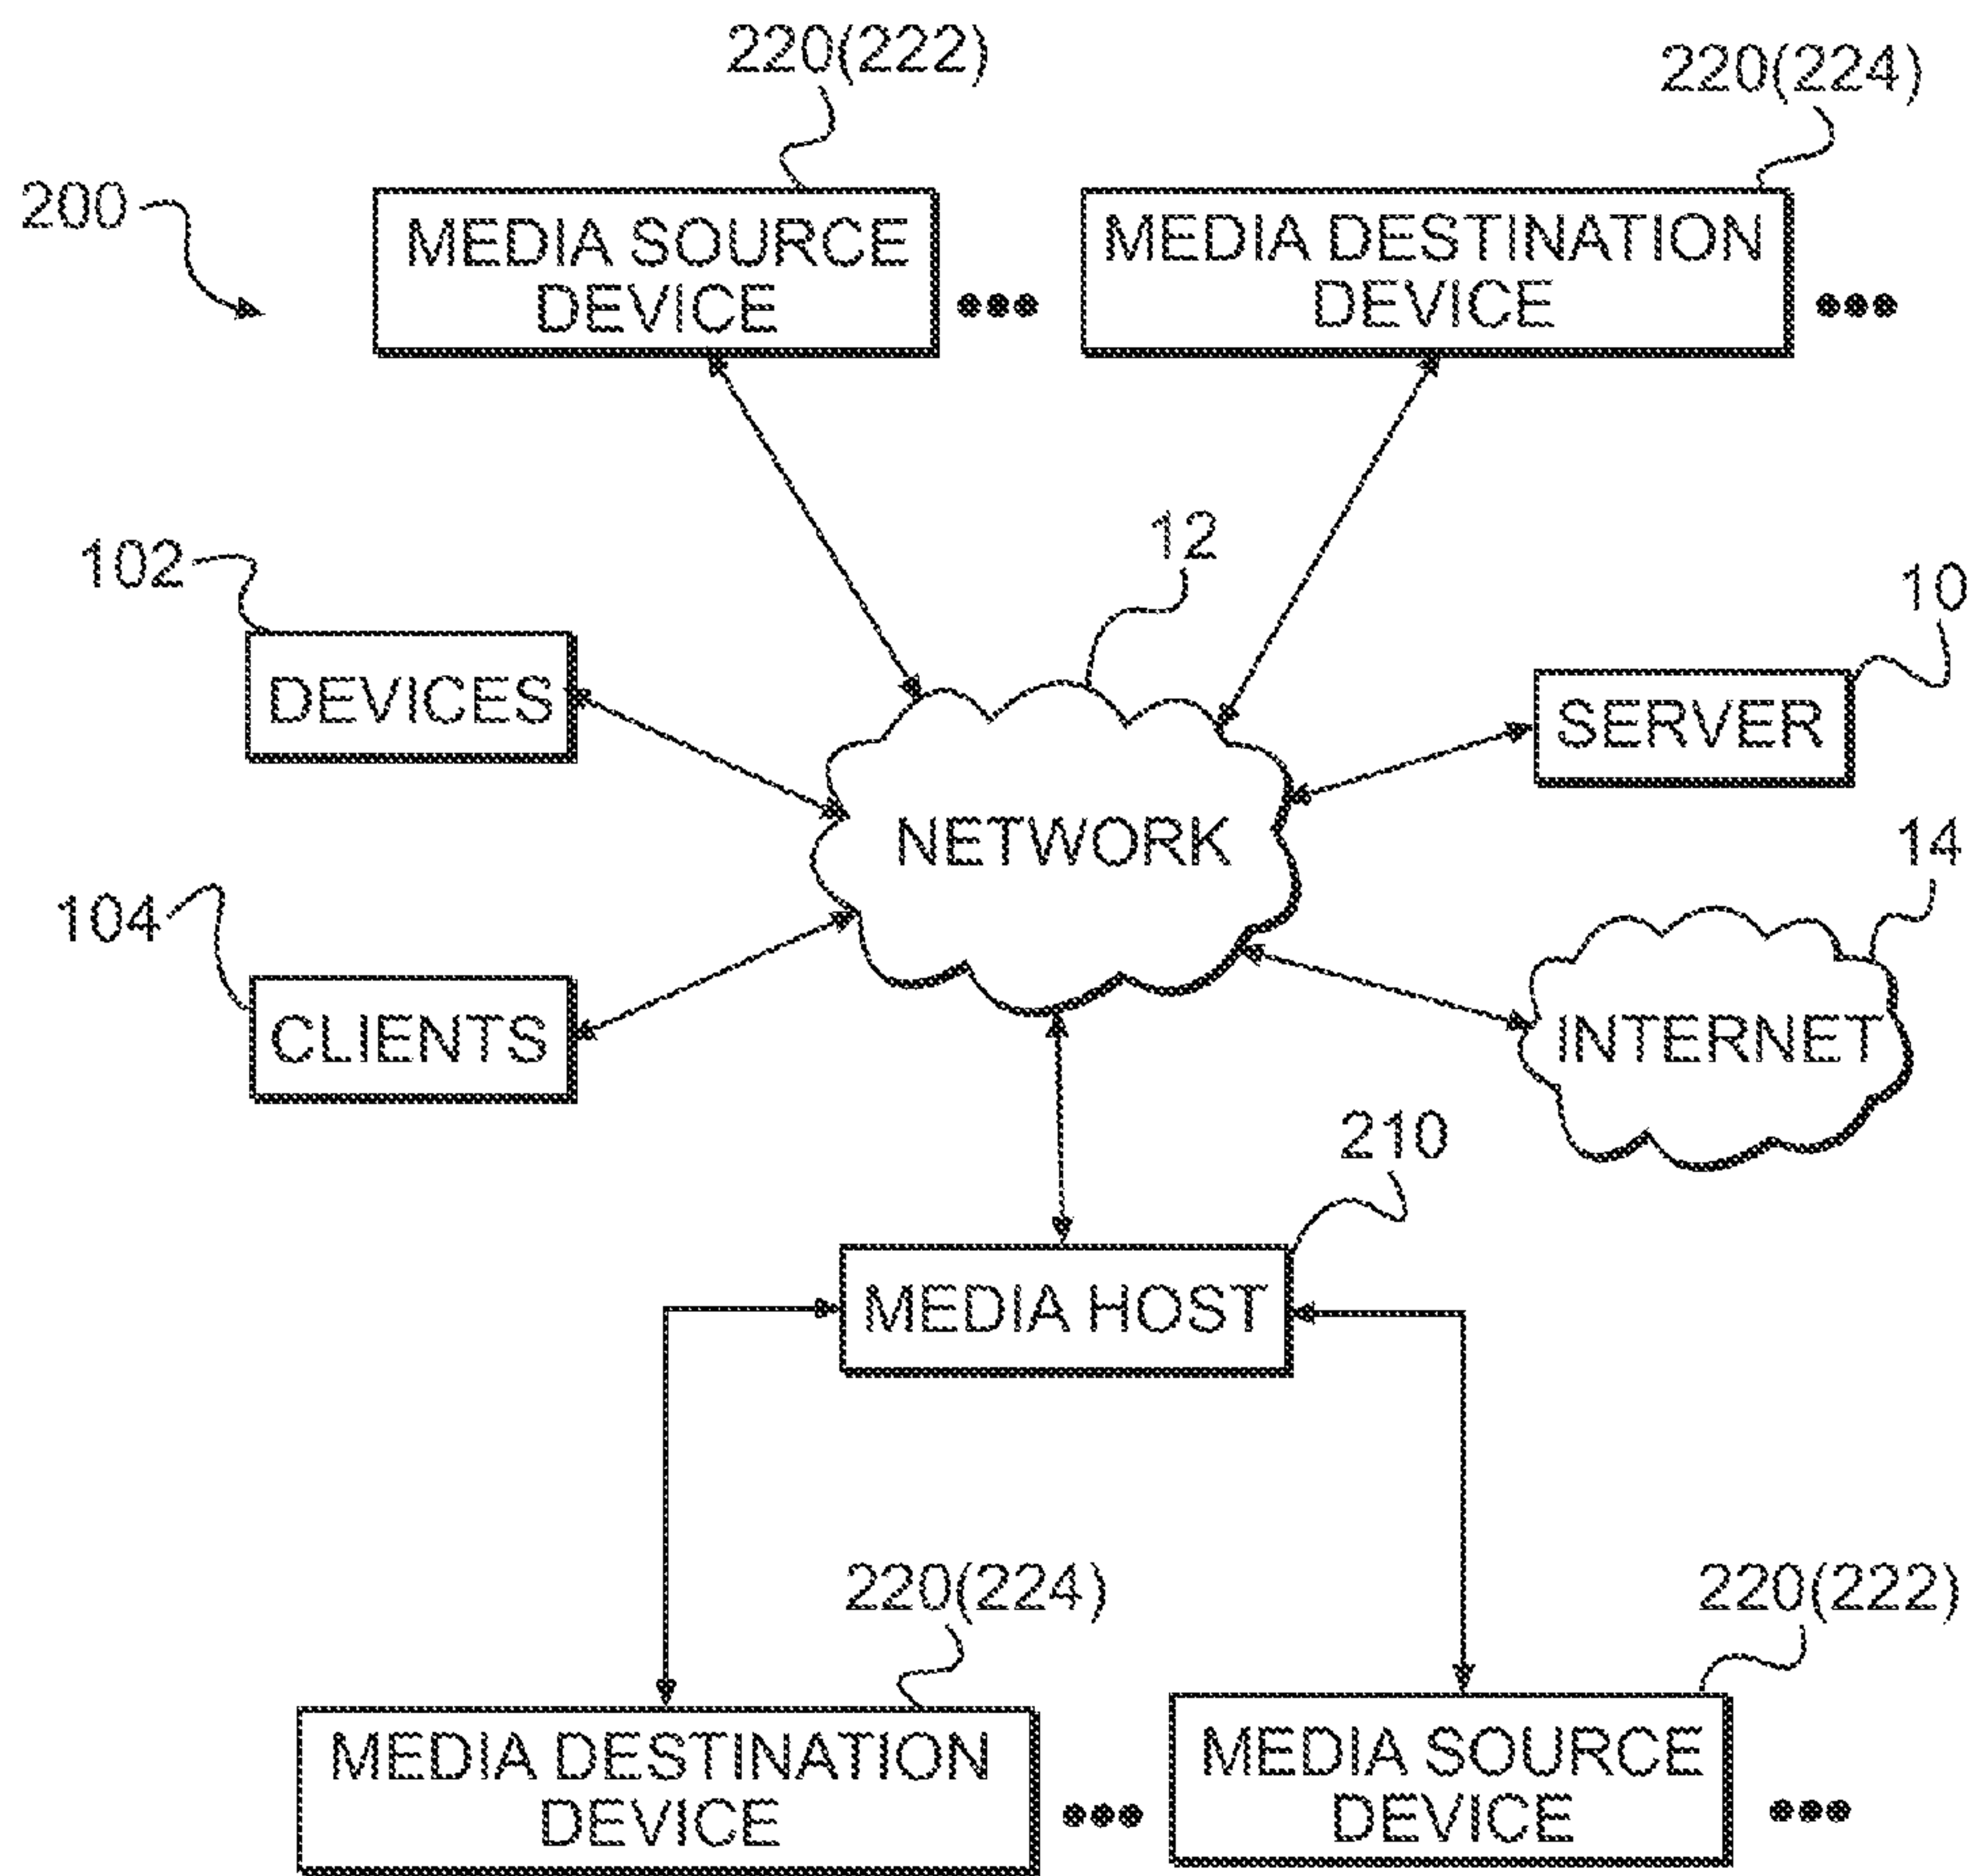 220(222)
220(224)
200
MEDIA SOURCE
DEVICE
MEDIA DESTINATION
DEVICE
12
102
10
DEVICES
SERVER
NETWORK
14
104
CLIENTS
INTERNET
210
MEDIA HOST
220(224)
220(222)
MEDIA DESTINATION
DEVICE
MEDIA SOURCE
DEVICE